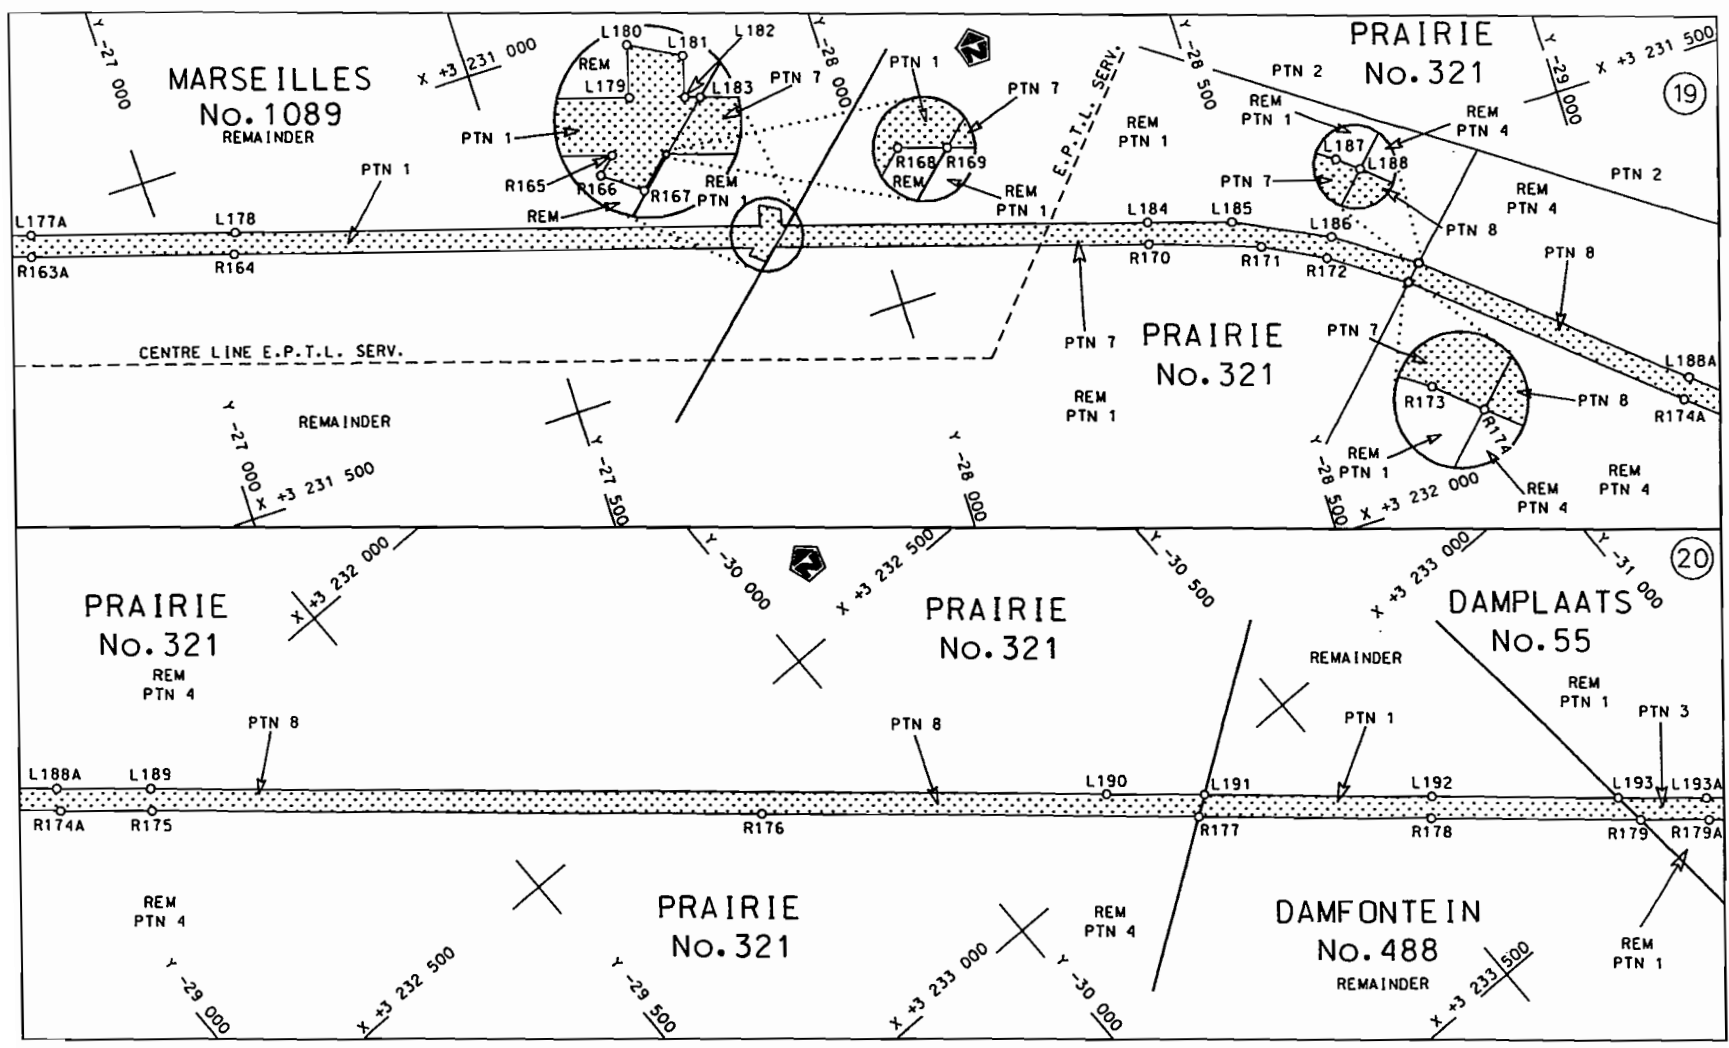 Y -27 000
X +3 231 000
L180
L181
L182
Y -28 000
Y -28 500
PRAIRIE
No.321
Y -29 000
X +3 231 500
19
MARSEILLES
No.1089
REMAINDER
REM
L179
L183
PTN 7
PTN 1
PTN 1
R165
R166
R167
REM
REM
PTN 1
PTN 1
PTN 7
R168
R169
REM
REM
PTN 1
E.P.T.L. SERV.
REM
PTN 1
PTN 2
REM
PTN 1
REM
PTN 4
L187
L188
PTN 7
PTN 8
REM
PTN 4
PTN 2
L177A
L178
R163A
R164
L184
L185
L186
R170
R171
R172
PTN 8
CENTRE LINE E.P.T.L. SERV.
PTN 7
PRAIRIE
No.321
PTN 7
L188A
R174A
R173
R174
PTN 8
REM
PTN 1
REMAINDER
REM
PTN 1
REM
PTN 4
REM
PTN 4
Y -27 000
X +3 231 500
Y -27 500
Y -28 000
Y -28 500
X +3 232 000
X +3 232 000
Y -30 000
X +3 232 500
Y -30 500
X +3 233 000
Y -31 000
20
PRAIRIE
No.321
REM
PTN 4
PRAIRIE
No.321
DAMPLAATS
No.55
REMAINDER
REM
PTN 1
PTN 8
PTN 8
PTN 1
PTN 3
L188A
L189
L190
L191
L192
L193
L193A
R174A
R175
R176
R177
R178
R179
R179A
REM
PTN 4
PRAIRIE
No.321
REM
PTN 4
DAMFONTEIN
No.488
REMAINDER
REM
PTN 1
Y -29 000
X +3 232 500
Y -29 500
X +3 233 000
Y -30 000
X +3 233 500